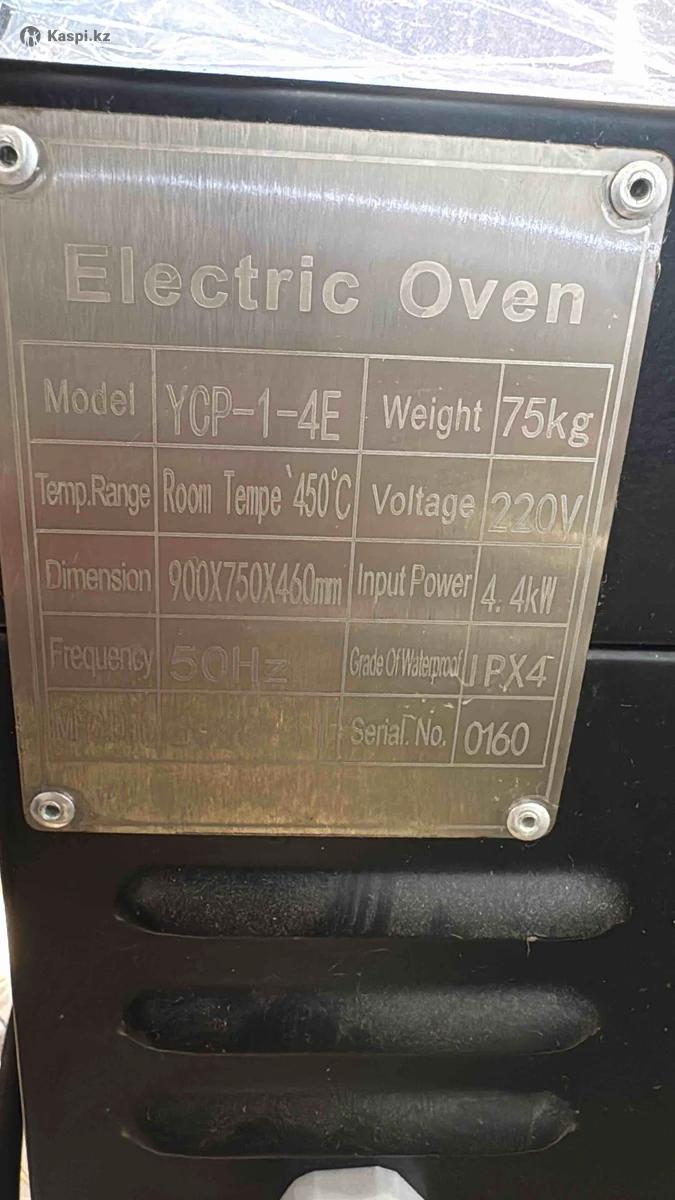 Kaspi.kz
Electric Oven
Model YCP-1-4E Weight 75kg
Temp.Range Room Tempe`450℃ Voltage 220V
Dimension 900X750X460mm Input Power 4.4kW
Frequency 50Hz Grade Of Waterproof IPX4
Serial. No. 0160